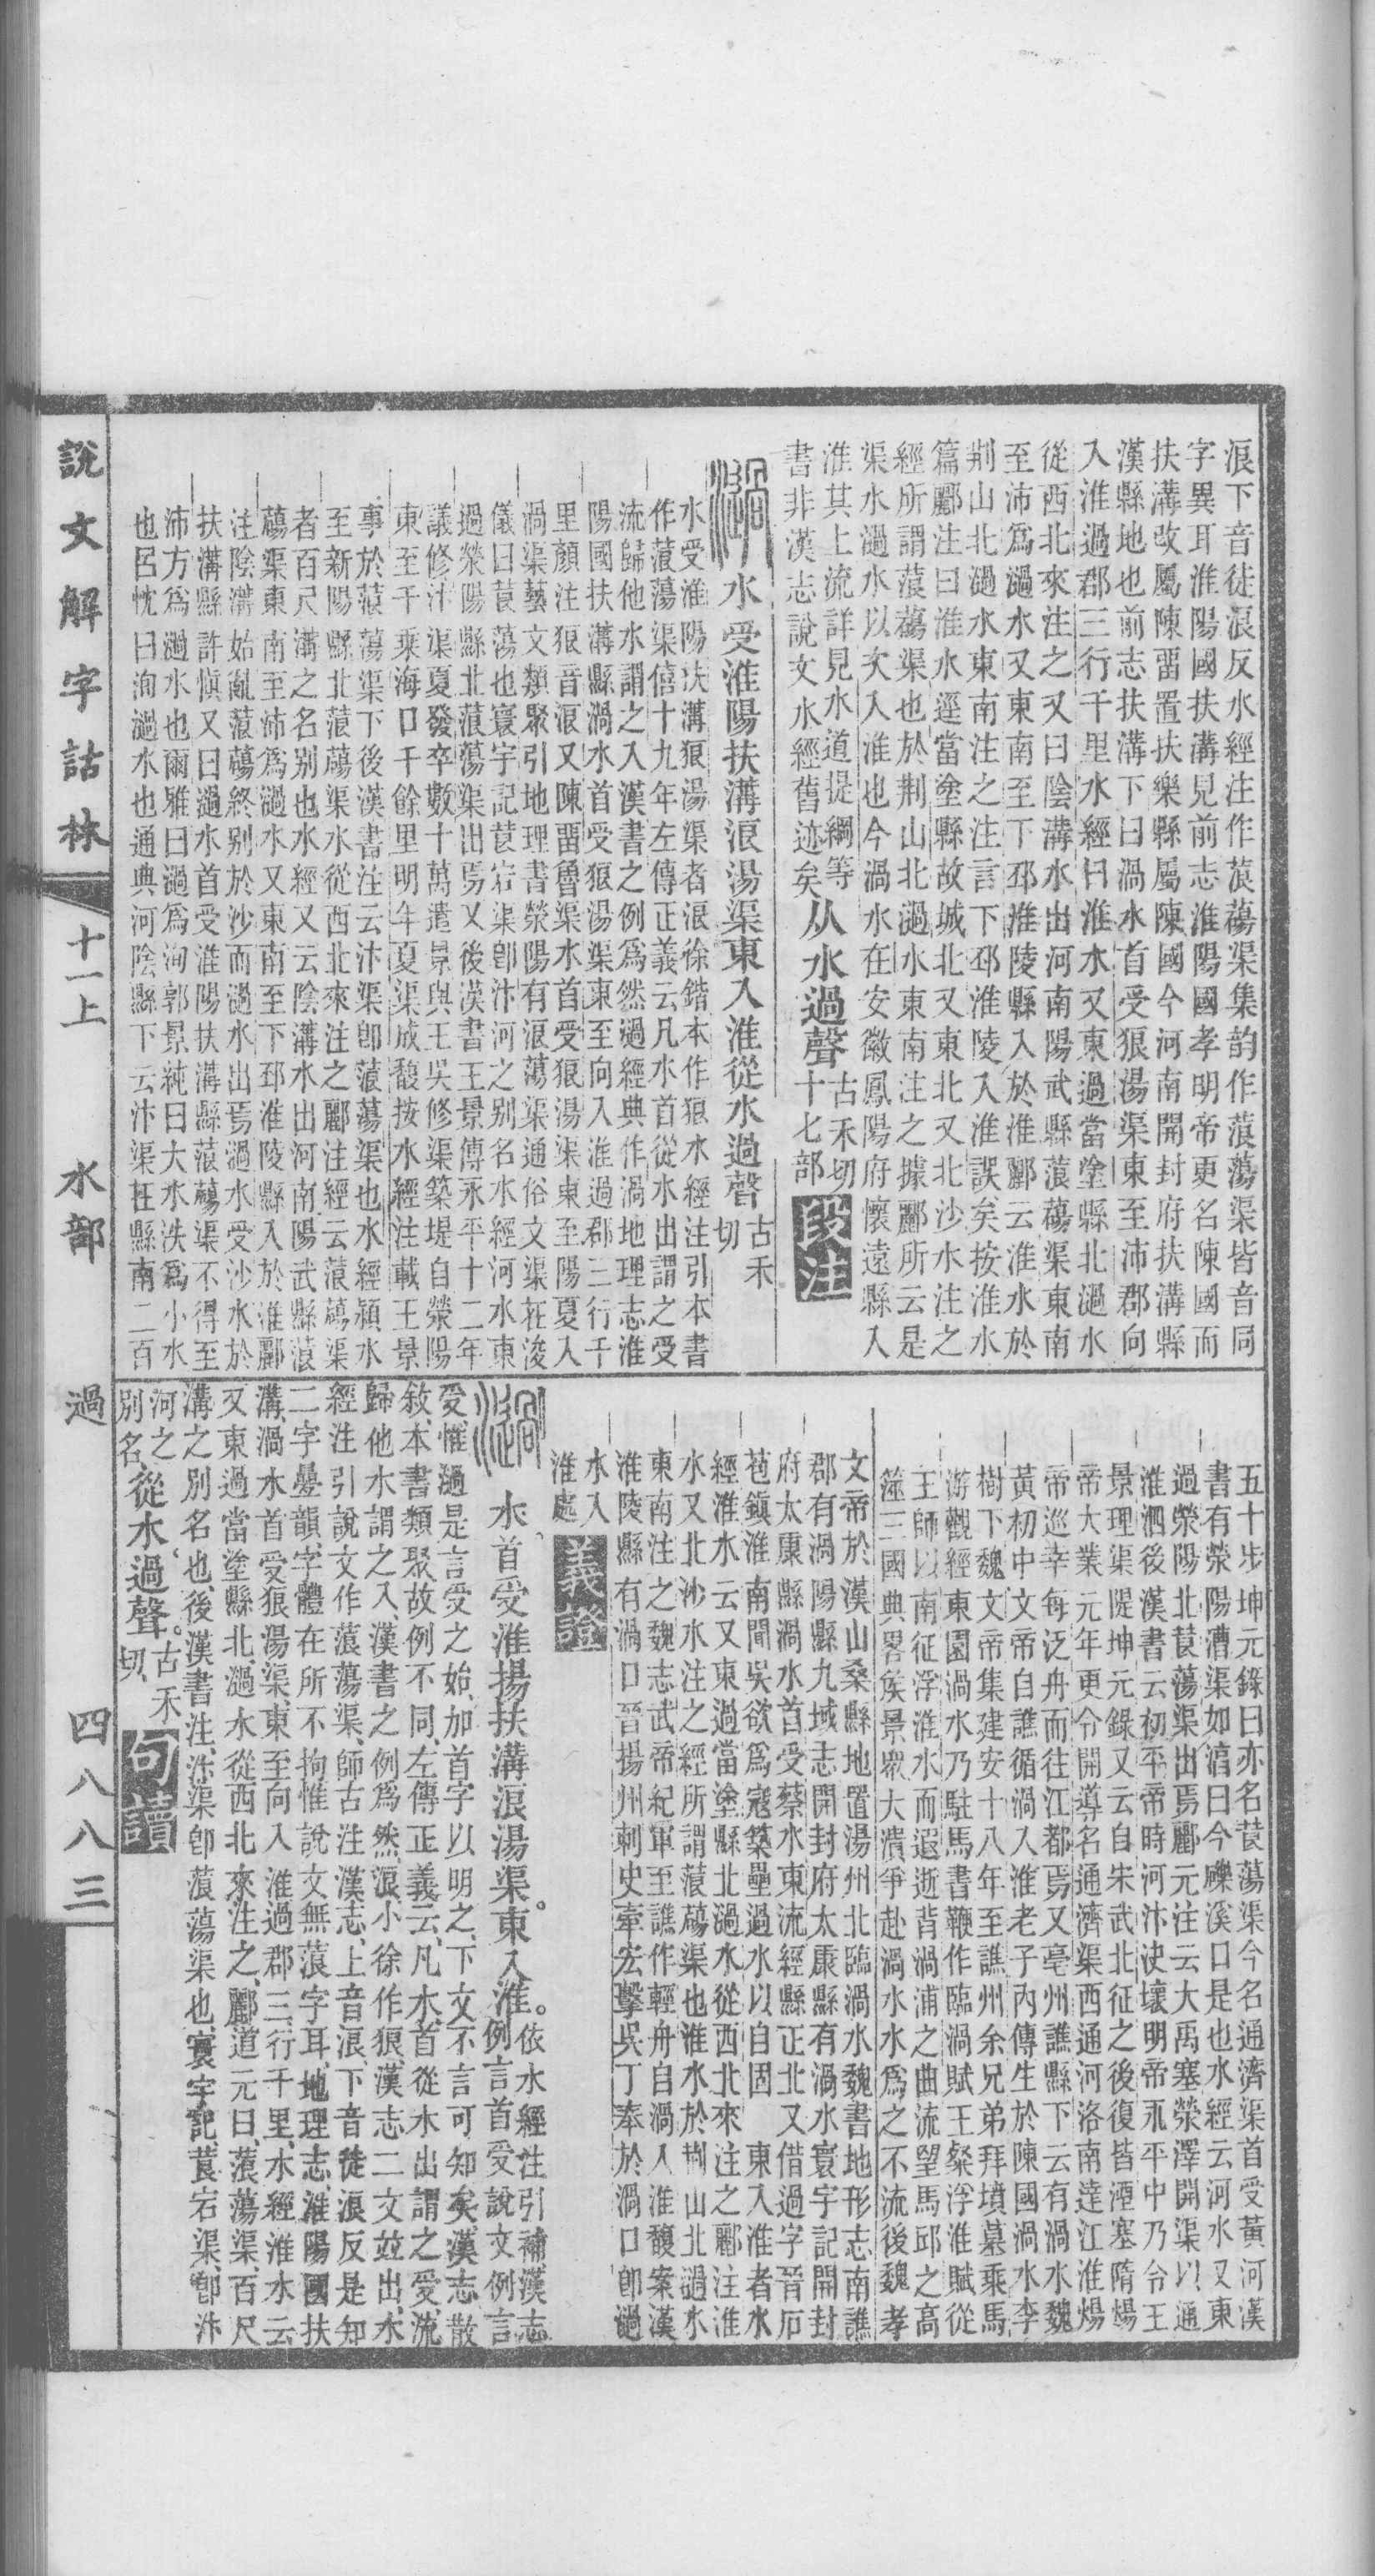 浪下音徒浪反水經注作蒗蕩渠集韵作蒗蕩渠皆音同
字異耳淮陽國扶溝見前志淮陽國孝明帝更名陳國而
扶溝改屬陳畱置扶樂縣屬陳國今河南開封府扶溝縣
漢縣地也前志扶溝下曰渦水首受狼湯渠東至沛郡向
入淮過郡三行千里水經曰淮水又東過當塗縣北濄水
從西北來注之又曰陰溝水出河南陽武縣蒗蕩渠東南
至沛爲濄水又東南至下邳淮陵縣入於淮酈云淮水於
荆山北濄水東南注之注言下邳淮陵入淮誤矣按淮水
篇酈注曰淮水逕當塗縣故城北又東北又北沙水注之
經所謂蒗蕩渠也於荆山北濄水東南注之據酈所云是
渠水濄水以次入淮也今渦水在安徽鳳陽府懷遠縣入
淮其上流詳見水道提綱等
書非漢志說文水經舊迹矣从水過聲古禾切十七部段注
水受淮陽扶溝浪湯渠東入淮從水過聲古禾切
水受淮陽扶溝狼湯渠者浪徐鍇本作狼水經注引本書
作蒗蕩渠僖十九年左傳正義云凡水首從水出謂之受
流歸他水謂之入漢書之例爲然過經典作渦地理志淮
陽國扶溝縣渦水首受狼湯渠東至向入淮過郡三行千
里顏注狼音浪又陳畱魯渠水首受狼湯渠東至陽夏入
渦渠藝文類聚引地理書滎陽有浪蕩渠通俗文渠在浚
儀曰莨蕩也寰宇記莨宕渠卽汴河之別名水經河水東
過滎陽縣北蒗蕩渠出焉又後漢書王景傳永平十二年
議修汴渠夏發卒數十萬遣景與王吳修渠築堤自滎陽
東至千乘海口千餘里明年夏渠成馥按水經注載王景
事於蒗蕩渠下後漢書注云汴渠卽蒗蕩渠也水經潁水
至新陽縣北蒗蕩渠水從西北來注之酈注經云蒗蕩渠
者百尺溝之名別也水經又云陰溝水出河南陽武縣蒗
蕩渠東南至沛爲濄水又東南至下邳淮陵縣入於淮酈
注陰溝始亂蒗蕩終別於沙而濄水出焉濄水受沙水於
扶溝縣許愼又曰濄水首受淮陽扶溝縣蒗蕩渠不得至
沛方爲濄水也爾雅曰濄爲洵郭景純曰大水泆爲小水
也呂忱曰洵濄水也通典河陰縣下云汴渠在縣南二百
五十步坤元錄曰亦名莨蕩渠今名通濟渠首受黃河漢
書有滎陽漕渠如淳曰今礫溪口是也水經云河水又東
過滎陽北莨蕩渠出焉酈元注云大禹塞滎澤開渠以通
淮泗後漢書云初平帝時河汴決壞明帝永平中乃令王
景理渠隄坤元錄又云自朱武北征之後復皆湮塞隋煬
帝大業元年更令開導名通濟渠西通河洛南達江淮煬
帝巡幸每泛舟而往江都焉又亳州譙縣下云有渦水魏
黃初中文帝自譙循渦入淮老子內傳生於陳國渦水李
樹下魏文帝集建安十八年至譙州余兄弟拜墳墓乘馬
游觀經東園渦水乃駐馬書鞭作臨渦賦王粲浮淮賦從
王師以南征浮淮水而遐逝背渦浦之曲流望馬邱之高
澨三國典畧侯景眾大潰爭赴渦水水爲之不流後魏孝
文帝於漢山桑縣地置湯州北臨渦水魏書地形志南譙
郡有渦陽縣九域志開封府太康縣有渦水寰宇記開封
府太康縣渦水首受蔡水東流經縣正北又借過字晉后
苞鎮淮南聞吳欲爲寇築壘過水以自固 東入淮者水
經淮水云又東過當塗縣北濄水從西北來注之酈注淮
水又北沙水注之經所謂蒗蕩渠也淮水於荆山北濄水
東南注之魏志武帝紀軍至譙作輕舟自渦入淮馥案漢
淮陵縣有渦口晉揚州刺史牽宏擊吳丁奉於渦口卽濄
水入
淮處義證
水、首受淮揚扶溝浪湯渠。東入淮。依水經注引補、漢志例言首受說文例言
受、惟濄是言受之始、加首字以明之、下文不言可知矣、漢志散
敍、本書類聚、故例不同、左傳正義云、凡水首從水出謂之受、流
歸他水謂之入、漢書之例爲然、浪、小徐作狼、漢志二文竝出、水
經注引說文作蒗蕩渠、師古注漢志、上音浪、下音徒浪反、是知
二字曡韻、字體在所不拘、惟說文無蒗字耳、地理志、淮陽國扶
溝、渦水首受狼湯渠、東至向入淮、過郡三、行千里、水經淮水云
又東過當塗縣北、濄水從西北來注之、酈道元曰、蒗蕩渠、百尺
溝之別名也、後漢書注、汴渠卽蒗蕩渠也、寰宇記、莨宕渠、卽汴
河之
別名、從水、過聲。古禾切、句讀
說文解字詁林 十一上 水部 過 四八八三